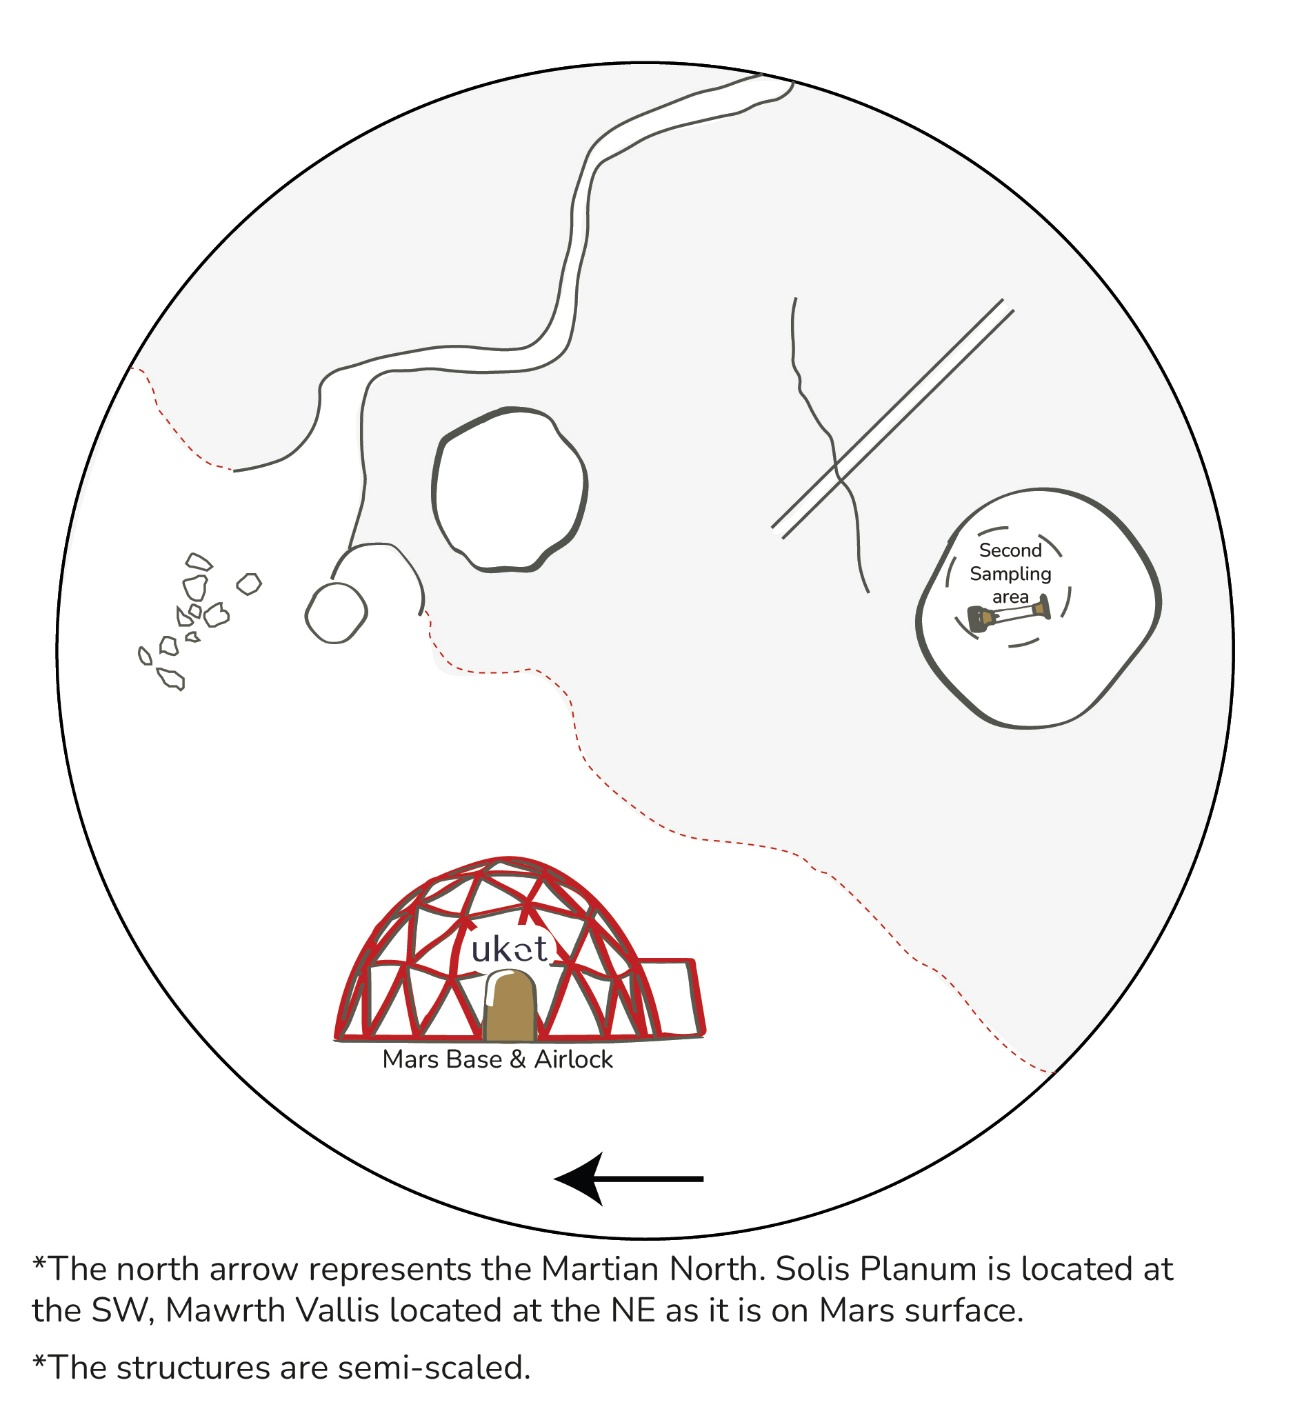 Second
Sampling
area
uket
Mars Base & Airlock
*The north arrow represents the Martian North. Solis Planum is located at
the SW, Mawrth Vallis located at the NE as it is on Mars surface.
*The structures are semi-scaled.